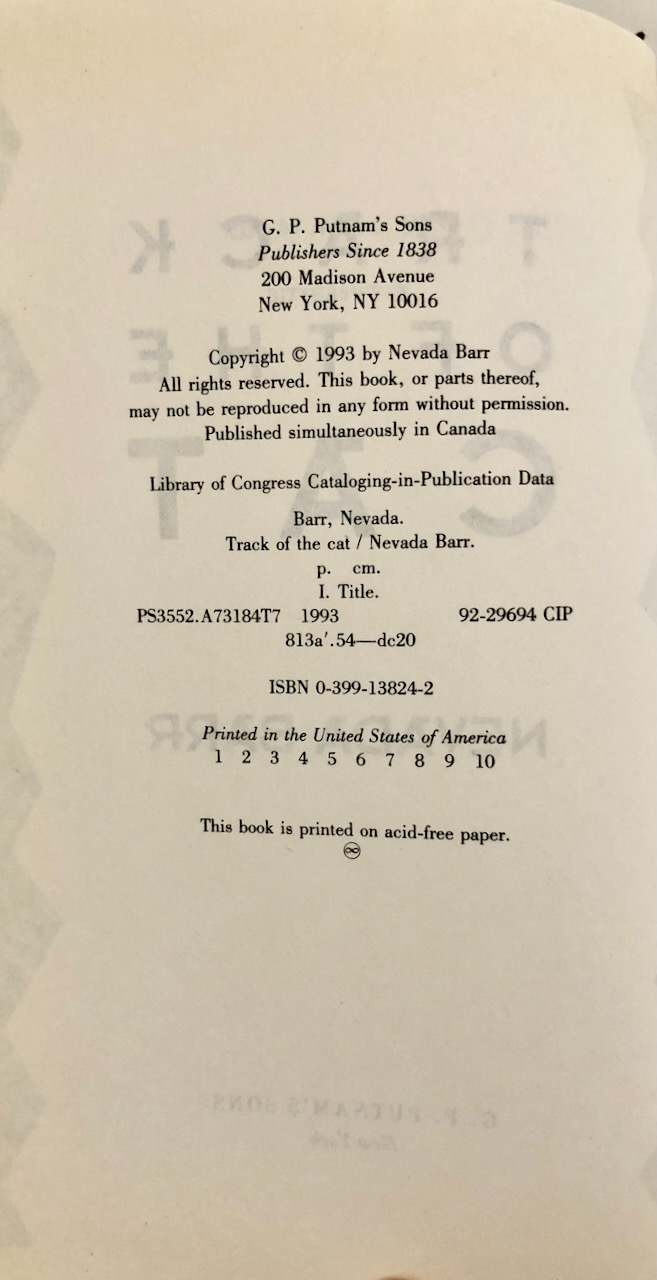 G. P. Putnam's Sons
Publishers Since 1838
200 Madison Avenue
New York, NY 10016
Copyright © 1993 by Nevada Barr
All rights reserved. This book, or parts thereof,
may not be reproduced in any form without permission.
Published simultaneously in Canada
Library of Congress Cataloging-in-Publication Data
Barr, Nevada.
Track of the cat / Nevada Barr.
p. cm.
I. Title.
PS3552.A73184T7 1993 92-29694 CIP
813a′.54—dc20
ISBN 0-399-13824-2
Printed in the United States of America
1 2 3 4 5 6 7 8 9 10
This book is printed on acid-free paper.
♾